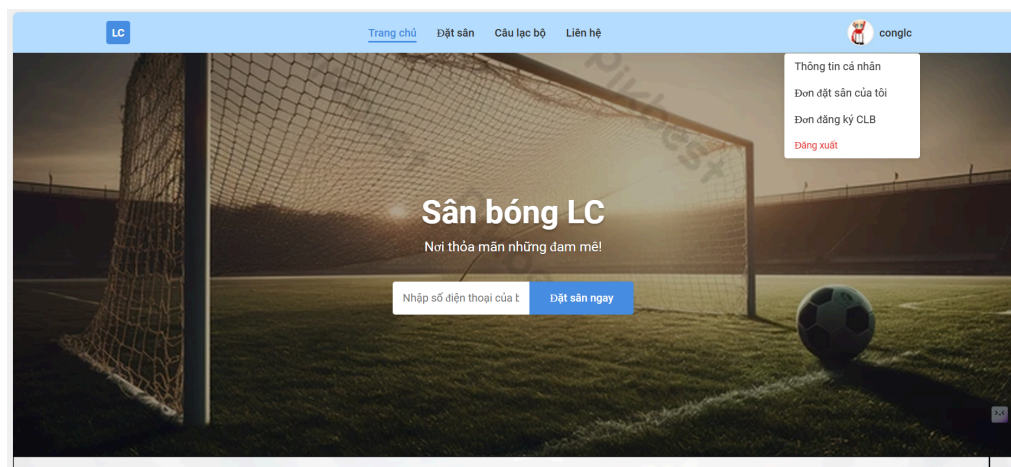 LC
Trang chủ Đặt sân Câu lạc bộ Liên hệ
conglc
Thông tin cá nhân
Đơn đặt sân của tôi
Đơn đăng ký CLB
Đăng xuất
Sân bóng LC
Nơi thỏa mãn những đam mê!
Nhập số điện thoại của b
Đặt sân ngay
Pikbest